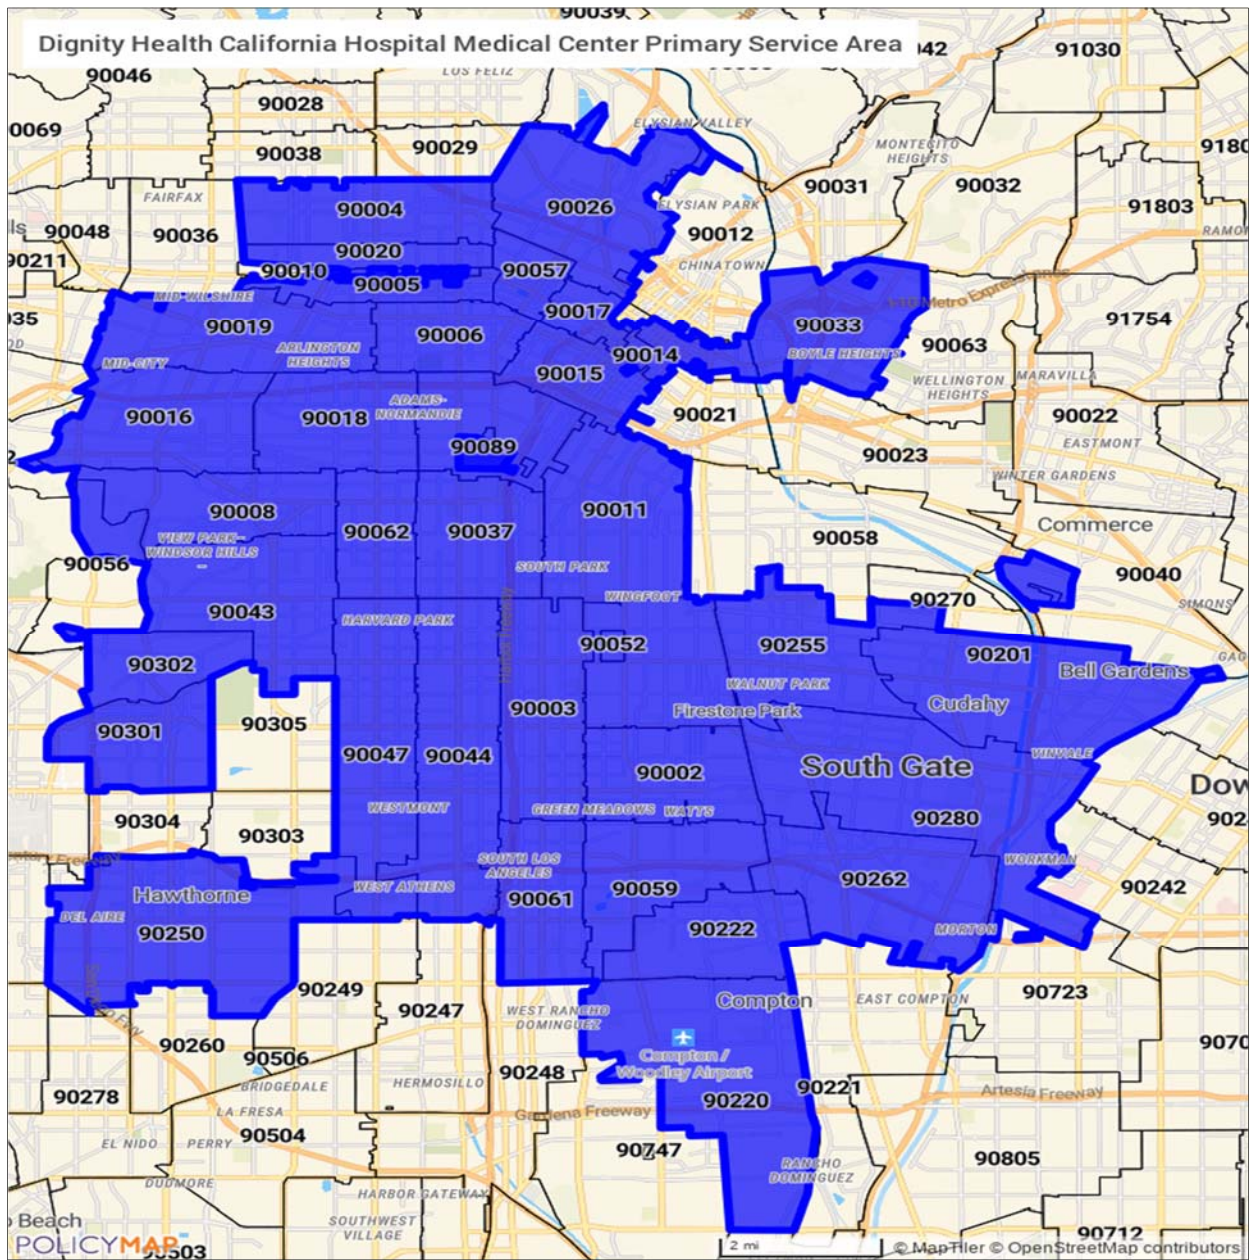 90039
Dignity Health California Hospital Medical Center Primary Service Area
91030
90046
LOS FELIZ
90028
ELYSIAN VALLEY
90038
90029
MONTECITO
HEIGHTS
90031
90032
FAIRFAX
90004
90026
ELYSIAN PARK
91803
90048
90036
90012
90020
CHINATOWN
90211
90010
90057
90005
MID-WILSHIRE
90017
90019
90006
90033
91754
ARLINGTON
HEIGHTS
90014
BOYLE HEIGHTS
90063
MID-CITY
90015
WELLINGTON
HEIGHTS
MARAVILLA
90016
90018
ADAMS-
NORMANDIE
90021
90022
EASTMONT
90089
90023
WINTER GARDENS
90008
90062
90037
90011
Commerce
VIEW PARK-
WINDSOR HILLS
90058
90056
SOUTH PARK
90040
WINGFOOT
90270
SIMONS
90043
HARVARD PARK
90052
90255
90201
90302
WALNUT PARK
Bell Gardens
90003
Firestone Park
Cudahy
90305
90301
90047
90044
90002
South Gate
VINVALE
WESTMONT
GREEN MEADOWS
WATTS
90280
90304
90303
SOUTH LOS
ANGELES
WORKMAN
Hawthorne
WEST ATHENS
90061
90059
90262
90242
DEL AIRE
90250
90222
MORTON
90249
90247
WEST RANCHO
DOMINGUEZ
Compton
EAST COMPTON
90723
90260
90506
Compton /
Woodley Airport
BRIDGEDALE
HERMOSILLO
90248
90221
90278
90220
Artesia Freeway
LA FRESA
Gardena Freeway
90504
EL NIDO
PERRY
90747
90805
DUDMORE
RANCHO
DOMINGUEZ
HARBOR GATEWAY
Beach
SOUTHWEST
VILLAGE
90712
POLICYMAP
2 mi
© MapTiler © OpenStreetMap contributors